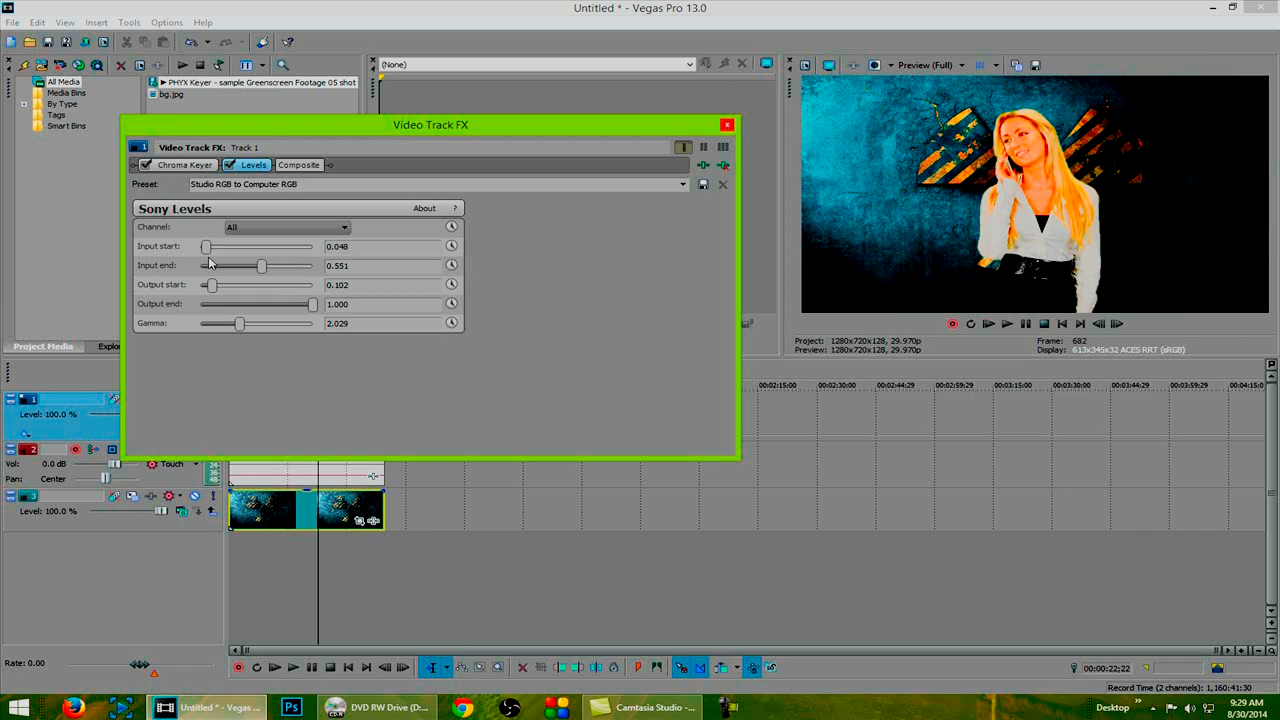 Untitled * - Vegas Pro 13.0
File Edit View Insert Tools Options Help
(None)
Preview (Full)
All Media
Media Bins
By Type
Tags
Smart Bins
PHYX Keyer - sample Greenscreen Footage 05 shot
bg.jpg
Video Track FX
Video Track FX: Track 1
Chroma Keyer Levels Composite
Preset: Studio RGB to Computer RGB
Sony Levels About ?
Channel: All
Input start: 0.048
Input end: 0.551
Output start: 0.102
Output end: 1.000
Gamma: 2.029
Project: 1280x720x128, 29.970p Frame: 682
Preview: 1280x720x128, 29.970p Display: 613x345x32 ACES RRT (sRGB)
Project Media Explo
00:02:15:00 00:02:30:00 00:02:44:29 00:02:59:29 00:03:15:00 00:03:30:00 00:03:44:29 00:03:59:29 00:04:15:0
1
Level: 100.0 %
2
Vol: 0.0 dB Touch
Pan: Center
24
36
48
3
Level: 100.0 %
Rate: 0.00
00:00:22;22
Record Time (2 channels): 1,160:41:30
Untitled * - Vegas ...
Ps
DVD RW Drive (D:...
Camtasia Studio -...
Desktop
9:29 AM
8/30/2014